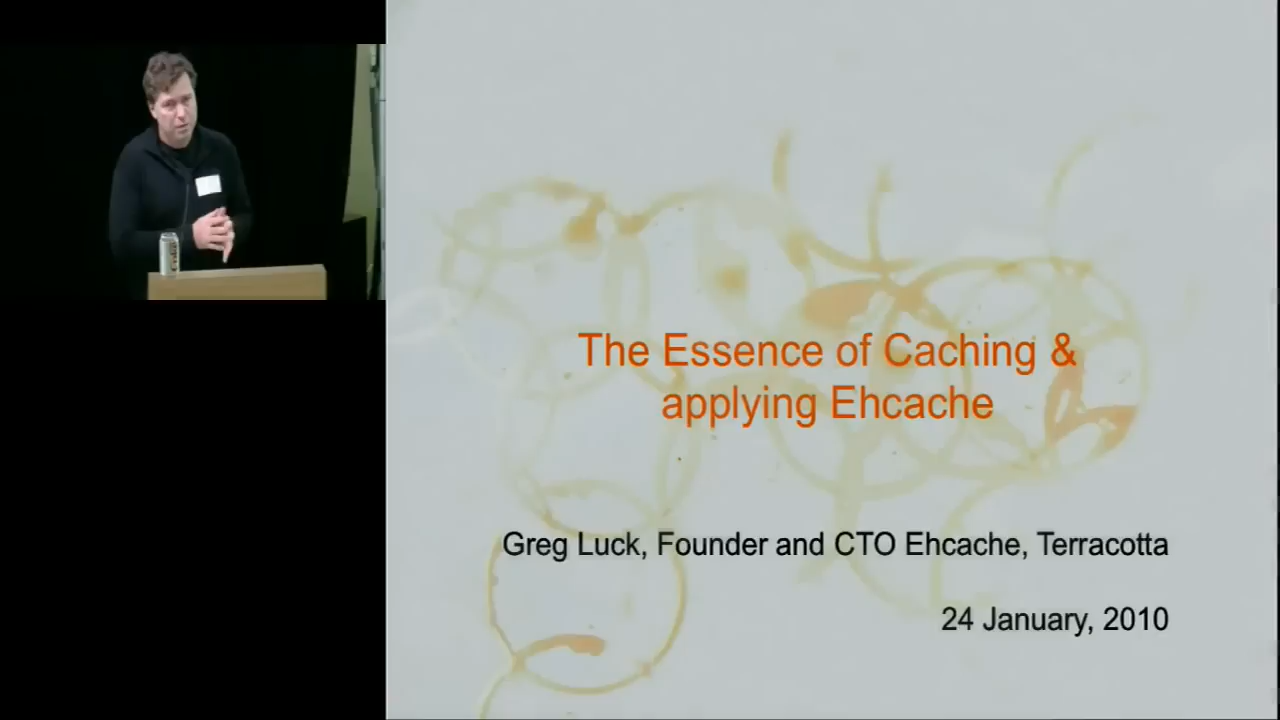 The Essence of Caching &
applying Ehcache
Greg Luck, Founder and CTO Ehcache, Terracotta
24 January, 2010